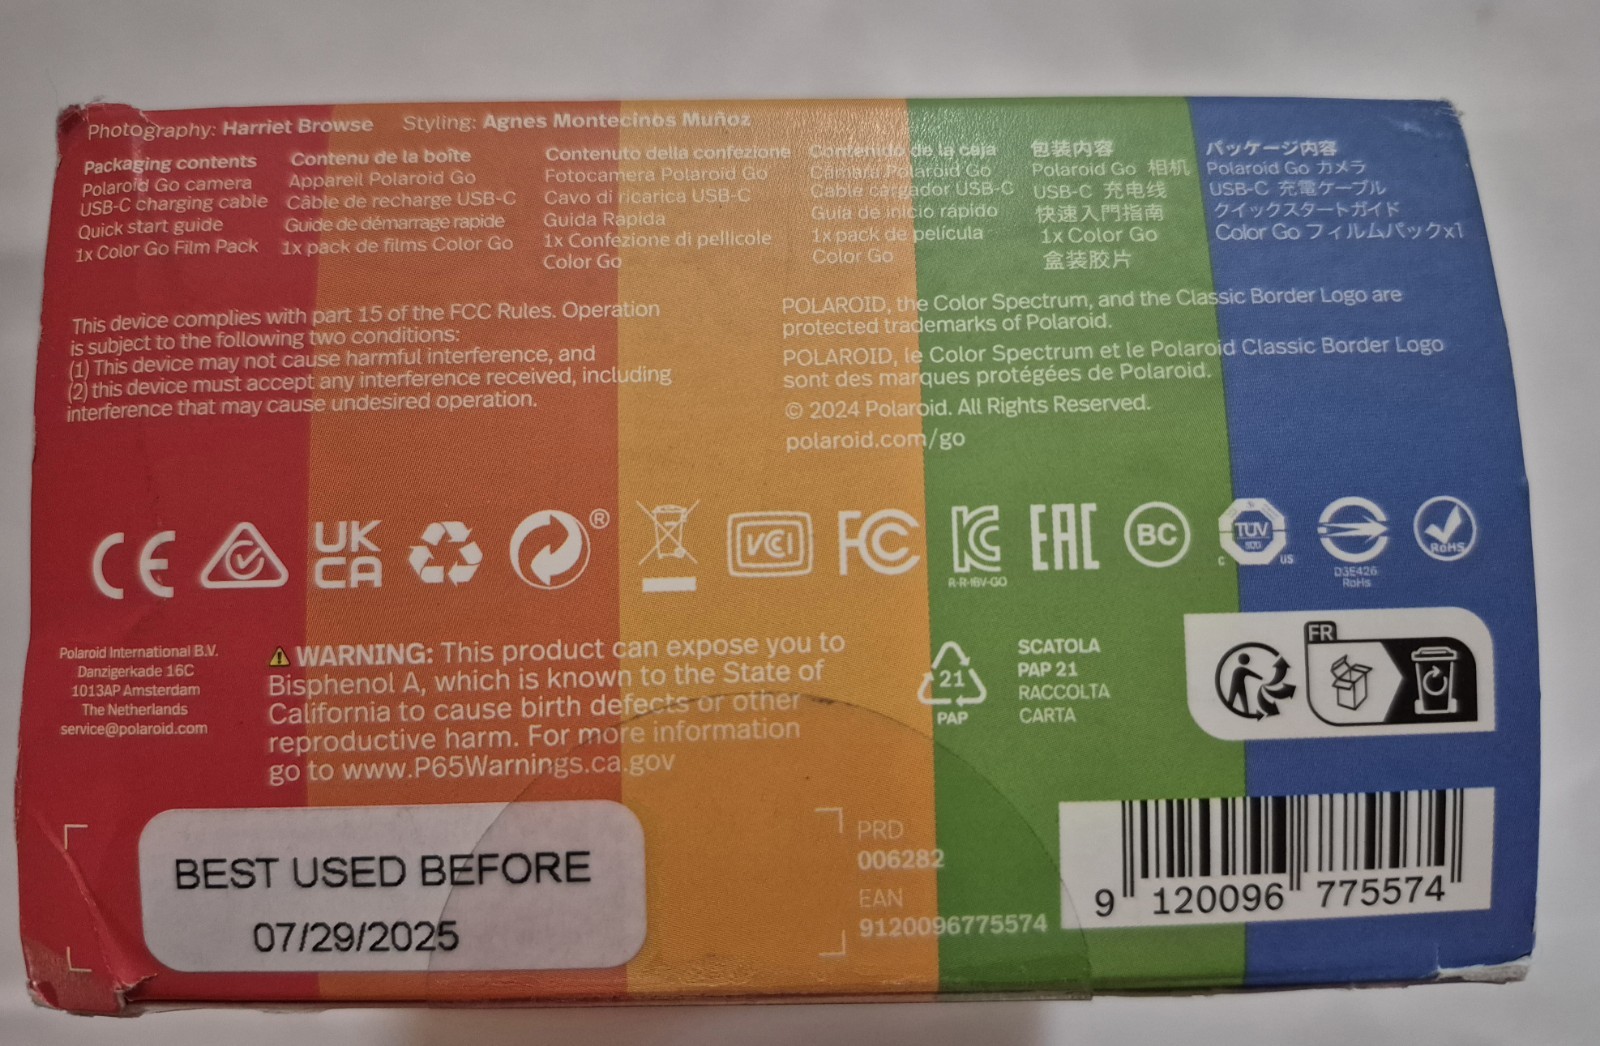 Photography: Harriet Browse Styling: Agnes Montecinos Muñoz
Packaging contents
Polaroid Go camera
USB-C charging cable
Quick start guide
1x Color Go Film Pack
Contenu de la boîte
Appareil Polaroid Go
Câble de recharge USB-C
Guide de démarrage rapide
1x pack de films Color Go
Contenuto della confezione
Fotocamera Polaroid Go
Cavo di ricarica USB-C
Guida Rapida
1x Confezione di pellicole
Color Go
Contenido de la caja
Cámara Polaroid Go
Cable cargador USB-C
Guía de inicio rápido
1x pack de película
Color Go
包装内容
Polaroid Go 相机
USB-C 充电线
快速入門指南
1x Color Go
盒装胶片
パッケージ内容
Polaroid Go カメラ
USB-C 充電ケーブル
クイックスタートガイド
Color Go フィルムパックx1
This device complies with part 15 of the FCC Rules. Operation
is subject to the following two conditions:
(1) This device may not cause harmful interference, and
(2) this device must accept any interference received, including
interference that may cause undesired operation.
POLAROID, the Color Spectrum, and the Classic Border Logo are
protected trademarks of Polaroid.
POLAROID, le Color Spectrum et le Polaroid Classic Border Logo
sont des marques protégées de Polaroid.
© 2024 Polaroid. All Rights Reserved.
polaroid.com/go
CE
UK
CA
®
VCCI
FC
KC
R-R-I6V-GO
EAC
BC
TÜV
SÜD
c us
D3E426
RoHs
RoHS
Polaroid International B.V.
Danzigerkade 16C
1013AP Amsterdam
The Netherlands
service@polaroid.com
WARNING: This product can expose you to
Bisphenol A, which is known to the State of
California to cause birth defects or other
reproductive harm. For more information
go to www.P65Warnings.ca.gov
21
PAP
SCATOLA
PAP 21
RACCOLTA
CARTA
FR
BEST USED BEFORE
07/29/2025
PRD
006282
EAN
9120096775574
9 120096 775574